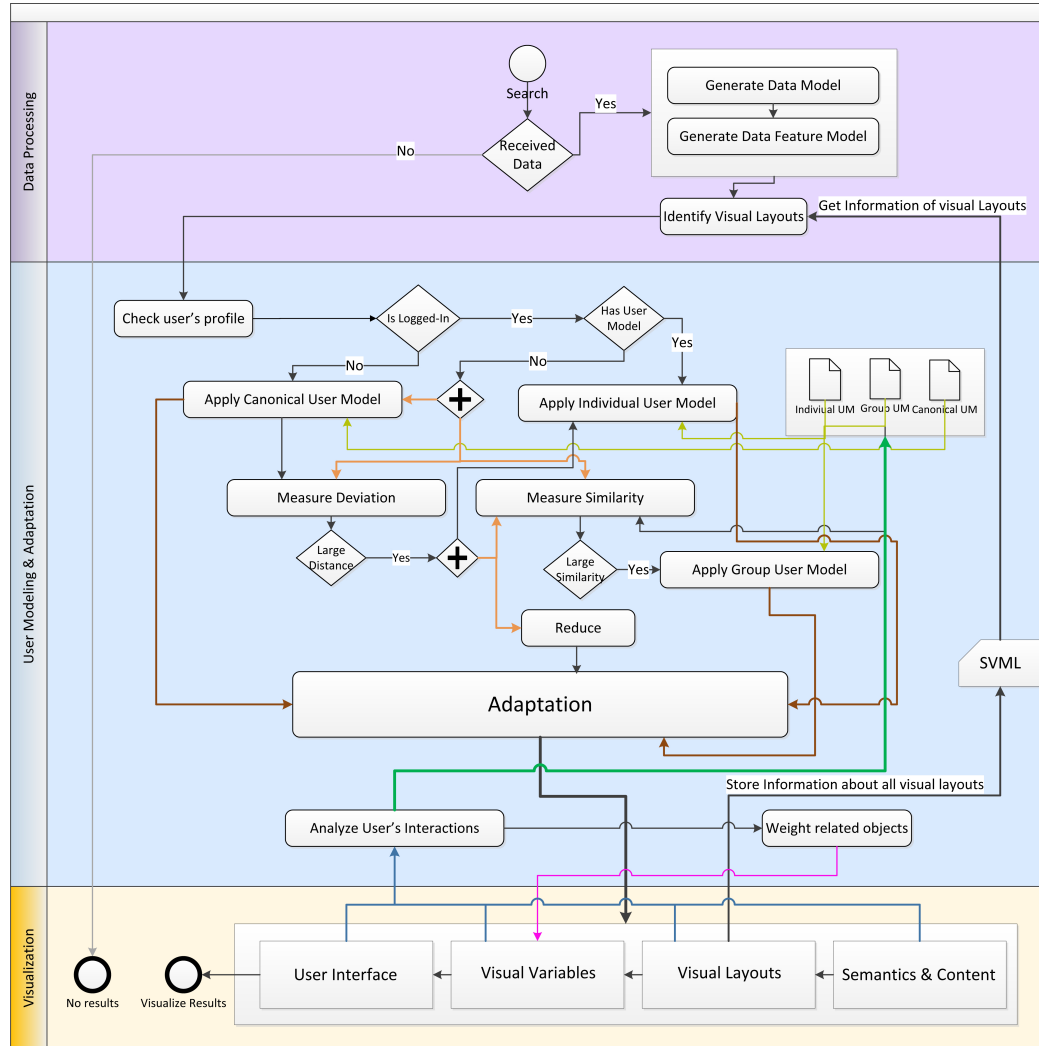 Data Processing
Search
Received
Data
Yes
No
Generate Data Model
Generate Data Feature Model
Identify Visual Layouts
Get Information of visual Layouts
User Modeling & Adaptation
Check user's profile
Is Logged-In
Yes
Has User
Model
Yes
No
No
Apply Canonical User Model
Apply Individual User Model
Indiviual UM
Group UM
Canonical UM
Measure Deviation
Measure Similarity
Large
Distance
Yes
Large
Similarity
Yes
Apply Group User Model
Reduce
SVML
Adaptation
Store Information about all visual layouts
Analyze User's Interactions
Weight related objects
Visualization
No results
Visualize Results
User Interface
Visual Variables
Visual Layouts
Semantics & Content